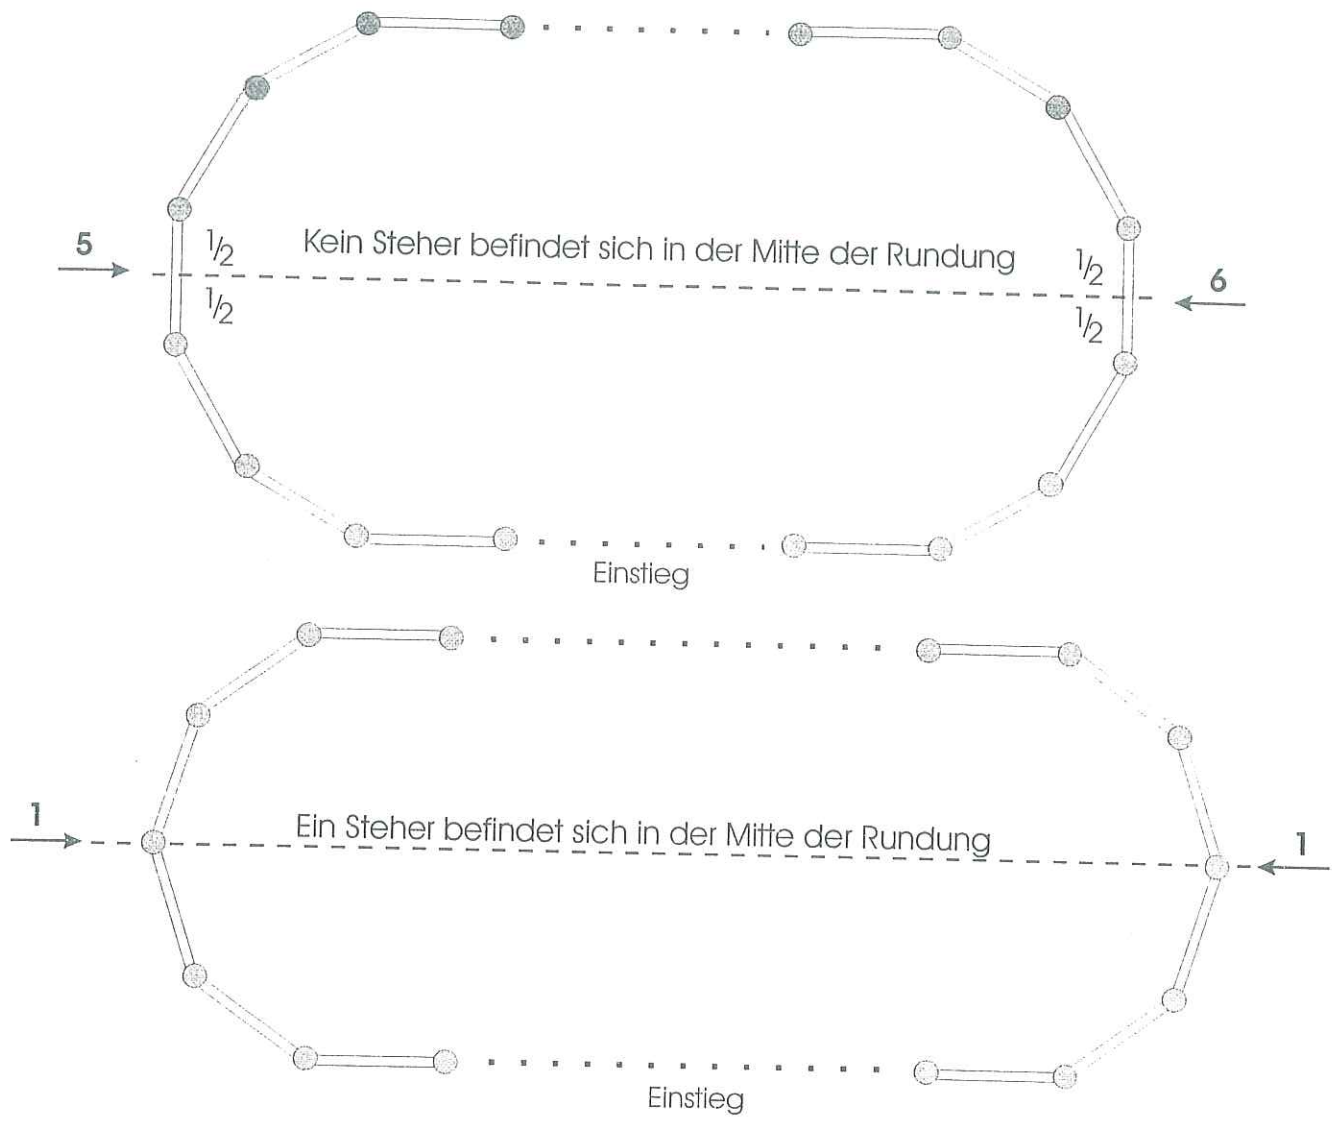 5
1/2
Kein Steher befindet sich in der Mitte der Rundung
1/2
6
1/2
1/2
Einstieg
1
Ein Steher befindet sich in der Mitte der Rundung
1
Einstieg